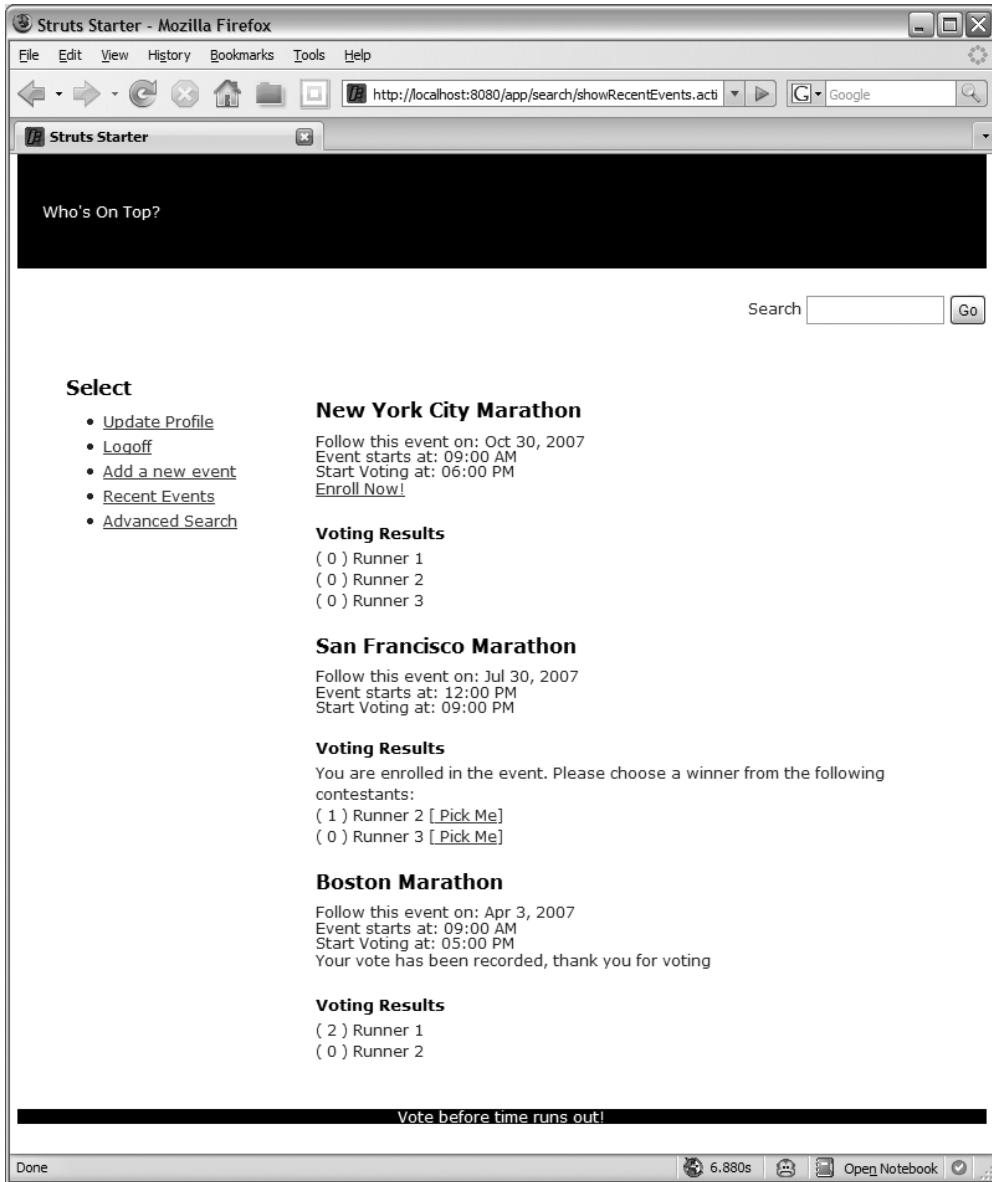 Struts Starter - Mozilla Firefox
File Edit View History Bookmarks Tools Help
http://localhost:8080/app/search/showRecentEvents.acti
Google
Struts Starter
Who's On Top?
Search
Go
Select
Update Profile
Logoff
Add a new event
Recent Events
Advanced Search
New York City Marathon
Follow this event on: Oct 30, 2007
Event starts at: 09:00 AM
Start Voting at: 06:00 PM
Enroll Now!
Voting Results
( 0 ) Runner 1
( 0 ) Runner 2
( 0 ) Runner 3
San Francisco Marathon
Follow this event on: Jul 30, 2007
Event starts at: 12:00 PM
Start Voting at: 09:00 PM
Voting Results
You are enrolled in the event. Please choose a winner from the following
contestants:
( 1 ) Runner 2 [ Pick Me]
( 0 ) Runner 3 [ Pick Me]
Boston Marathon
Follow this event on: Apr 3, 2007
Event starts at: 09:00 AM
Start Voting at: 05:00 PM
Your vote has been recorded, thank you for voting
Voting Results
( 2 ) Runner 1
( 0 ) Runner 2
Vote before time runs out!
Done
6.880s
Open Notebook